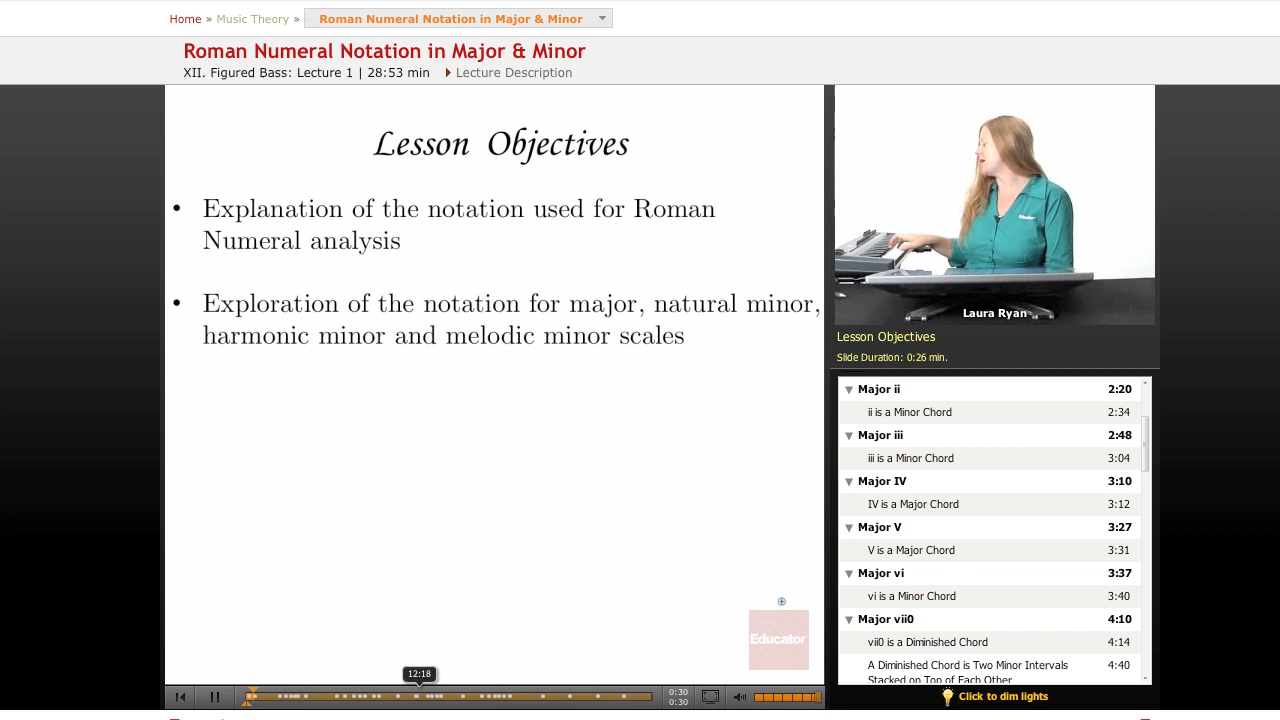 Home » Music Theory » Roman Numeral Notation in Major & Minor
Roman Numeral Notation in Major & Minor
XII. Figured Bass: Lecture 1 | 28:53 min Lecture Description
Lesson Objectives
• Explanation of the notation used for Roman
Numeral analysis
• Exploration of the notation for major, natural minor,
harmonic minor and melodic minor scales
Educator
12:18
0:30
0:30
Laura Ryan
Lesson Objectives
Slide Duration: 0:26 min.
Major ii 2:20
ii is a Minor Chord 2:34
Major iii 2:48
iii is a Minor Chord 3:04
Major IV 3:10
IV is a Major Chord 3:12
Major V 3:27
V is a Major Chord 3:31
Major vi 3:37
vi is a Minor Chord 3:40
Major vii0 4:10
vii0 is a Diminished Chord 4:14
A Diminished Chord is Two Minor Intervals 4:40
Stacked on Top of Each Other
Click to dim lights